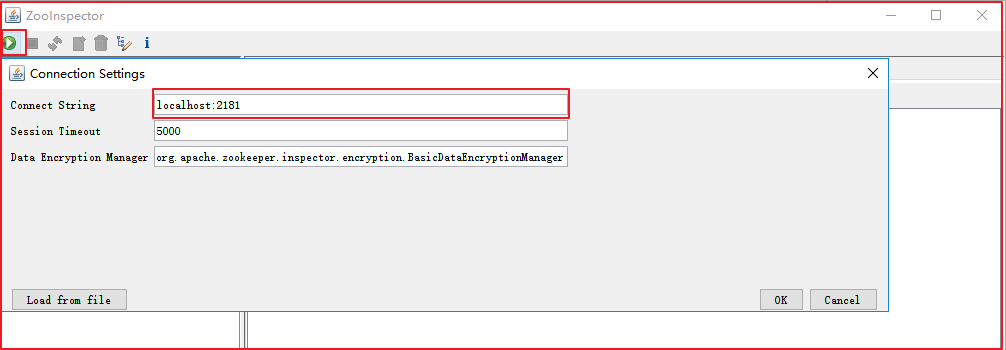 ZooInspector
Connection Settings
Connect String localhost:2181
Session Timeout 5000
Data Encryption Manager org.apache.zookeeper.inspector.encryption.BasicDataEncryptionManager
Load from file OK Cancel